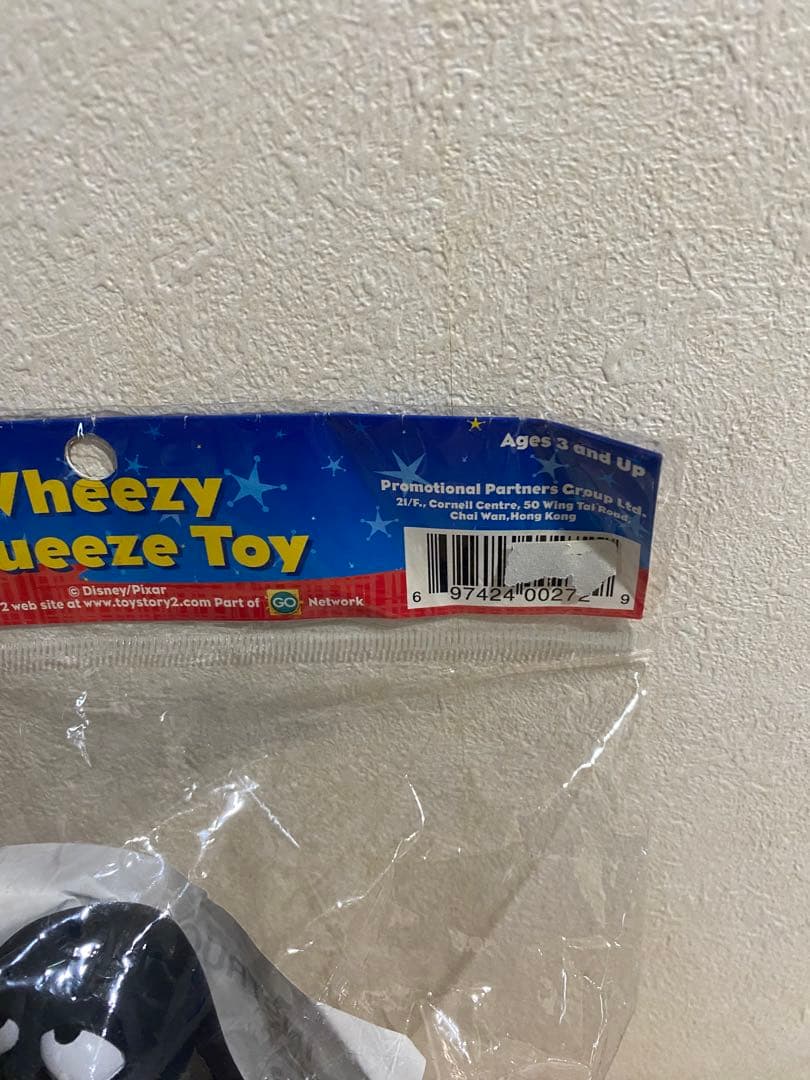 Ages 3 and Up
Wheezy
Squeeze Toy
Promotional Partners Group Ltd.
21/F., Cornell Centre, 50 Wing Tai Road,
Chai Wan, Hong Kong
6 97424 00272 9
© Disney/Pixar
2 web site at www.toystory2.com Part of GO Network